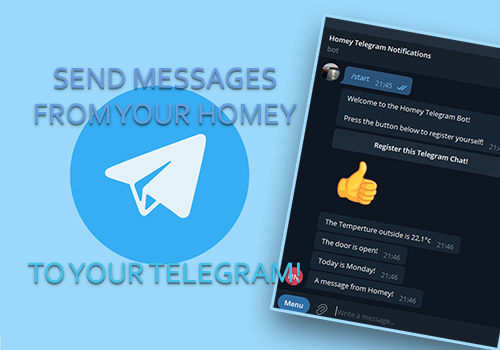 SEND MESSAGES
FROM YOUR HOMEY
TO YOUR TELEGRAM!
Homey Telegram Notifications
bot
/start 21:45
Welcome to the Homey Telegram Bot!
Press the button below to register yourself!
Register this Telegram Chat!
The Temperture outside is 22,1°c 21:46
The door is open! 21:46
Today is Monday! 21:46
A message from Homey! 21:46
Menu
Write a message...